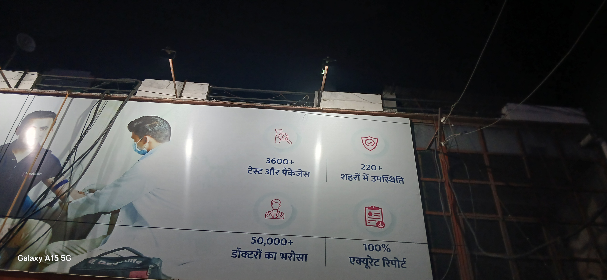 3600+
टेस्ट और पैकेजेस
220+
शहरों में उपस्थिति
50,000+
डॉक्टरों का भरोसा
100%
एक्यूरेट रिपोर्ट
Galaxy A15 5G